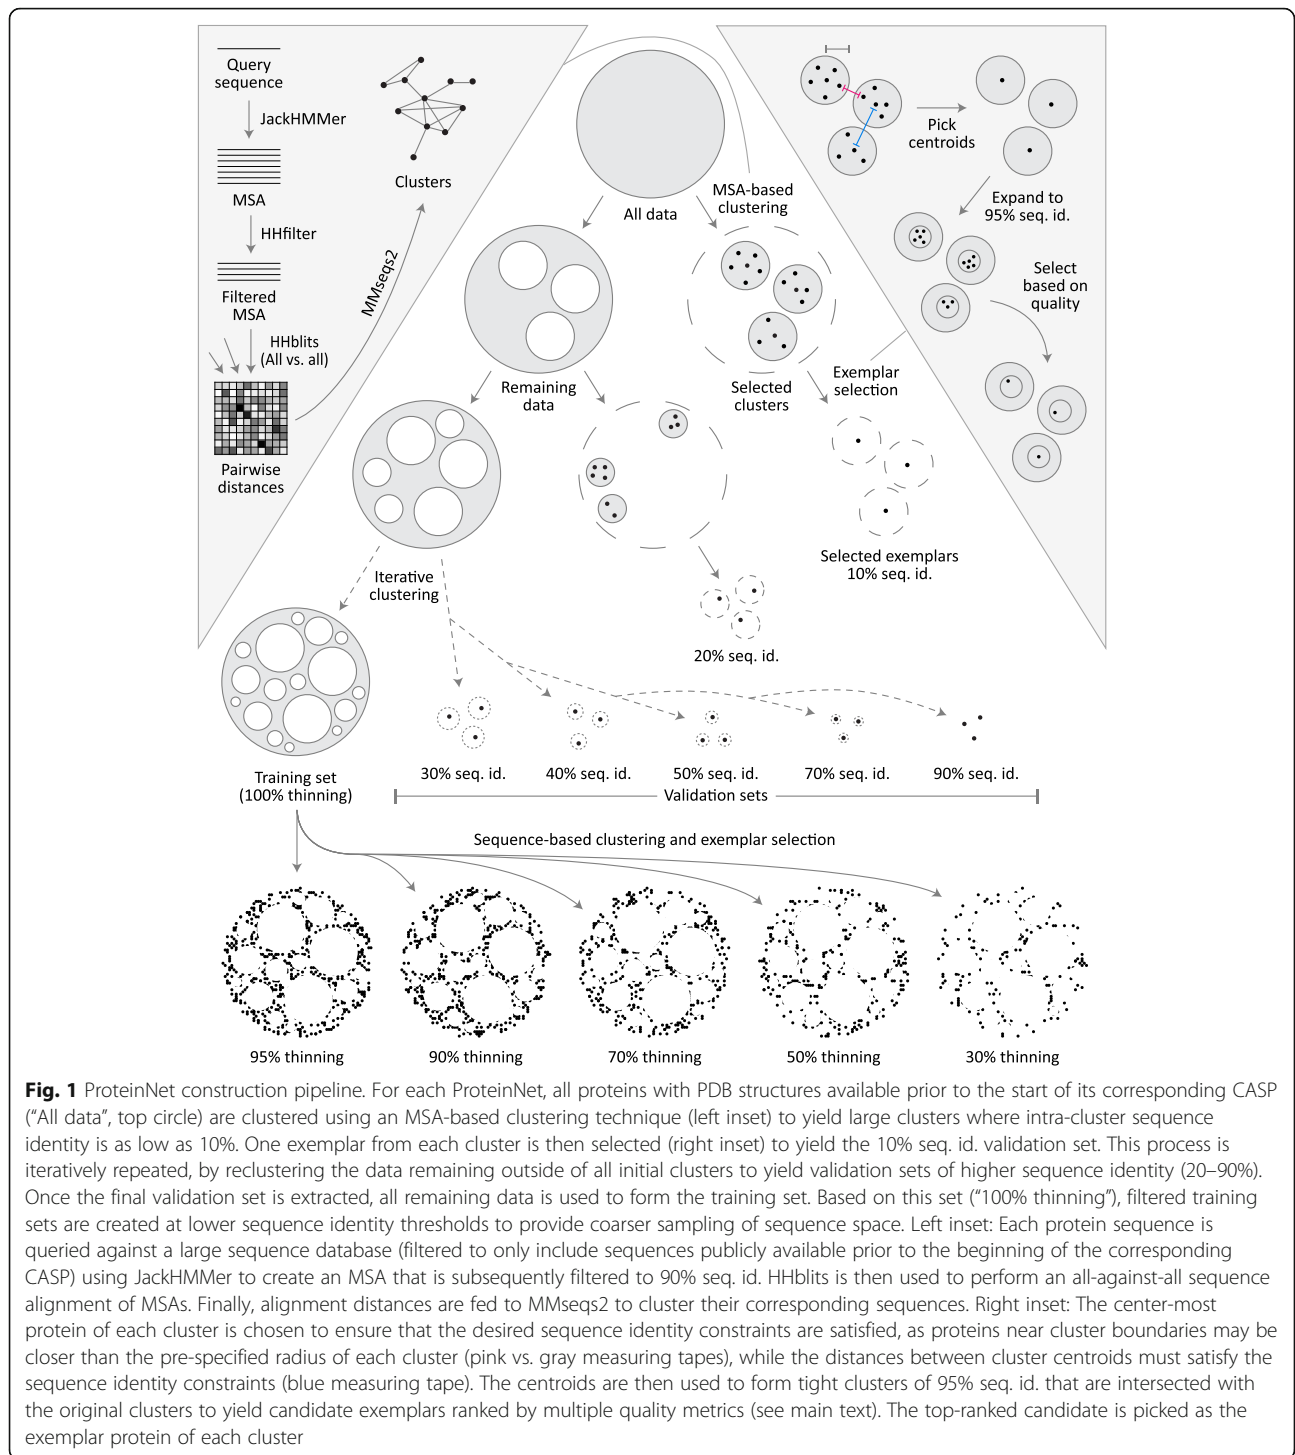 Query
sequence
JackHMMer
MSA
HHfilter
Filtered
MSA
HHblits
(All vs. all)
Pairwise
distances
MMseqs2
Clusters
All data
MSA-based
clustering
Remaining
data
Selected
clusters
Exemplar
selection
Pick
centroids
Expand to
95% seq. id.
Select
based on
quality
Selected exemplars
10% seq. id.
Iterative
clustering
20% seq. id.
Training set
(100% thinning)
30% seq. id.
40% seq. id.
50% seq. id.
70% seq. id.
90% seq. id.
Validation sets
Sequence-based clustering and exemplar selection
95% thinning
90% thinning
70% thinning
50% thinning
30% thinning
Fig. 1 ProteinNet construction pipeline. For each ProteinNet, all proteins with PDB structures available prior to the start of its corresponding CASP
("All data", top circle) are clustered using an MSA-based clustering technique (left inset) to yield large clusters where intra-cluster sequence
identity is as low as 10%. One exemplar from each cluster is then selected (right inset) to yield the 10% seq. id. validation set. This process is
iteratively repeated, by reclustering the data remaining outside of all initial clusters to yield validation sets of higher sequence identity (20–90%).
Once the final validation set is extracted, all remaining data is used to form the training set. Based on this set ("100% thinning"), filtered training
sets are created at lower sequence identity thresholds to provide coarser sampling of sequence space. Left inset: Each protein sequence is
queried against a large sequence database (filtered to only include sequences publicly available prior to the beginning of the corresponding
CASP) using JackHMMer to create an MSA that is subsequently filtered to 90% seq. id. HHblits is then used to perform an all-against-all sequence
alignment of MSAs. Finally, alignment distances are fed to MMseqs2 to cluster their corresponding sequences. Right inset: The center-most
protein of each cluster is chosen to ensure that the desired sequence identity constraints are satisfied, as proteins near cluster boundaries may be
closer than the pre-specified radius of each cluster (pink vs. gray measuring tapes), while the distances between cluster centroids must satisfy the
sequence identity constraints (blue measuring tape). The centroids are then used to form tight clusters of 95% seq. id. that are intersected with
the original clusters to yield candidate exemplars ranked by multiple quality metrics (see main text). The top-ranked candidate is picked as the
exemplar protein of each cluster